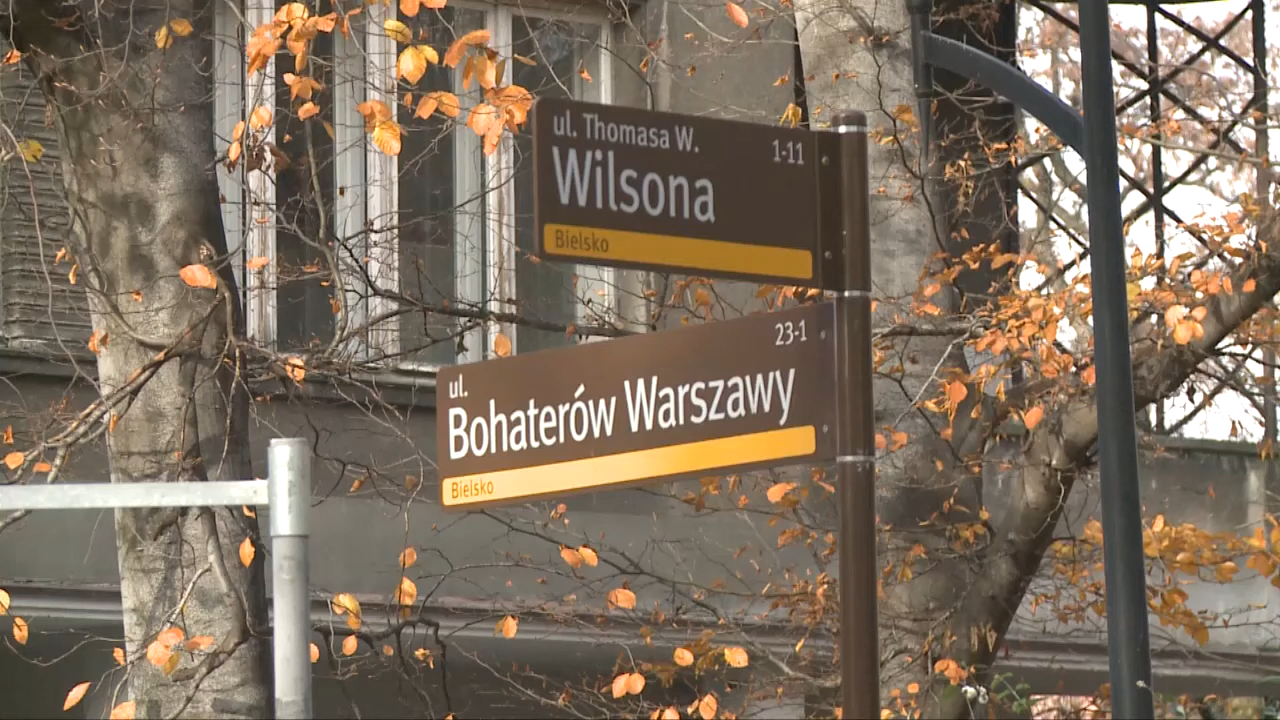 ul. Thomasa W. 1-11
Wilsona
Bielsko
23-1
ul.
Bohaterów Warszawy
Bielsko